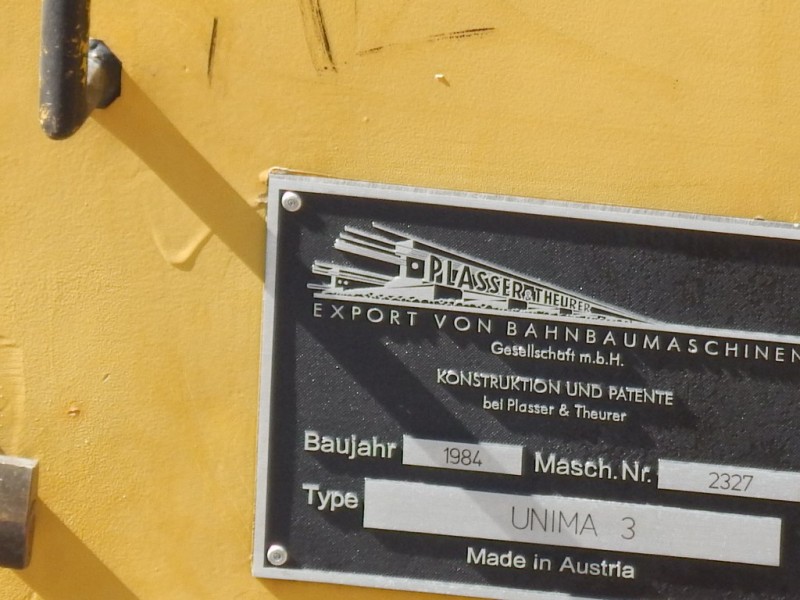 PLASSER & THEURER
EXPORT VON BAHNBAUMASCHINEN
Gesellschaft m.b.H.
KONSTRUKTION UND PATENTE
bei Plasser & Theurer
Baujahr 1984 Masch.Nr. 2327
Type UNIMA 3
Made in Austria